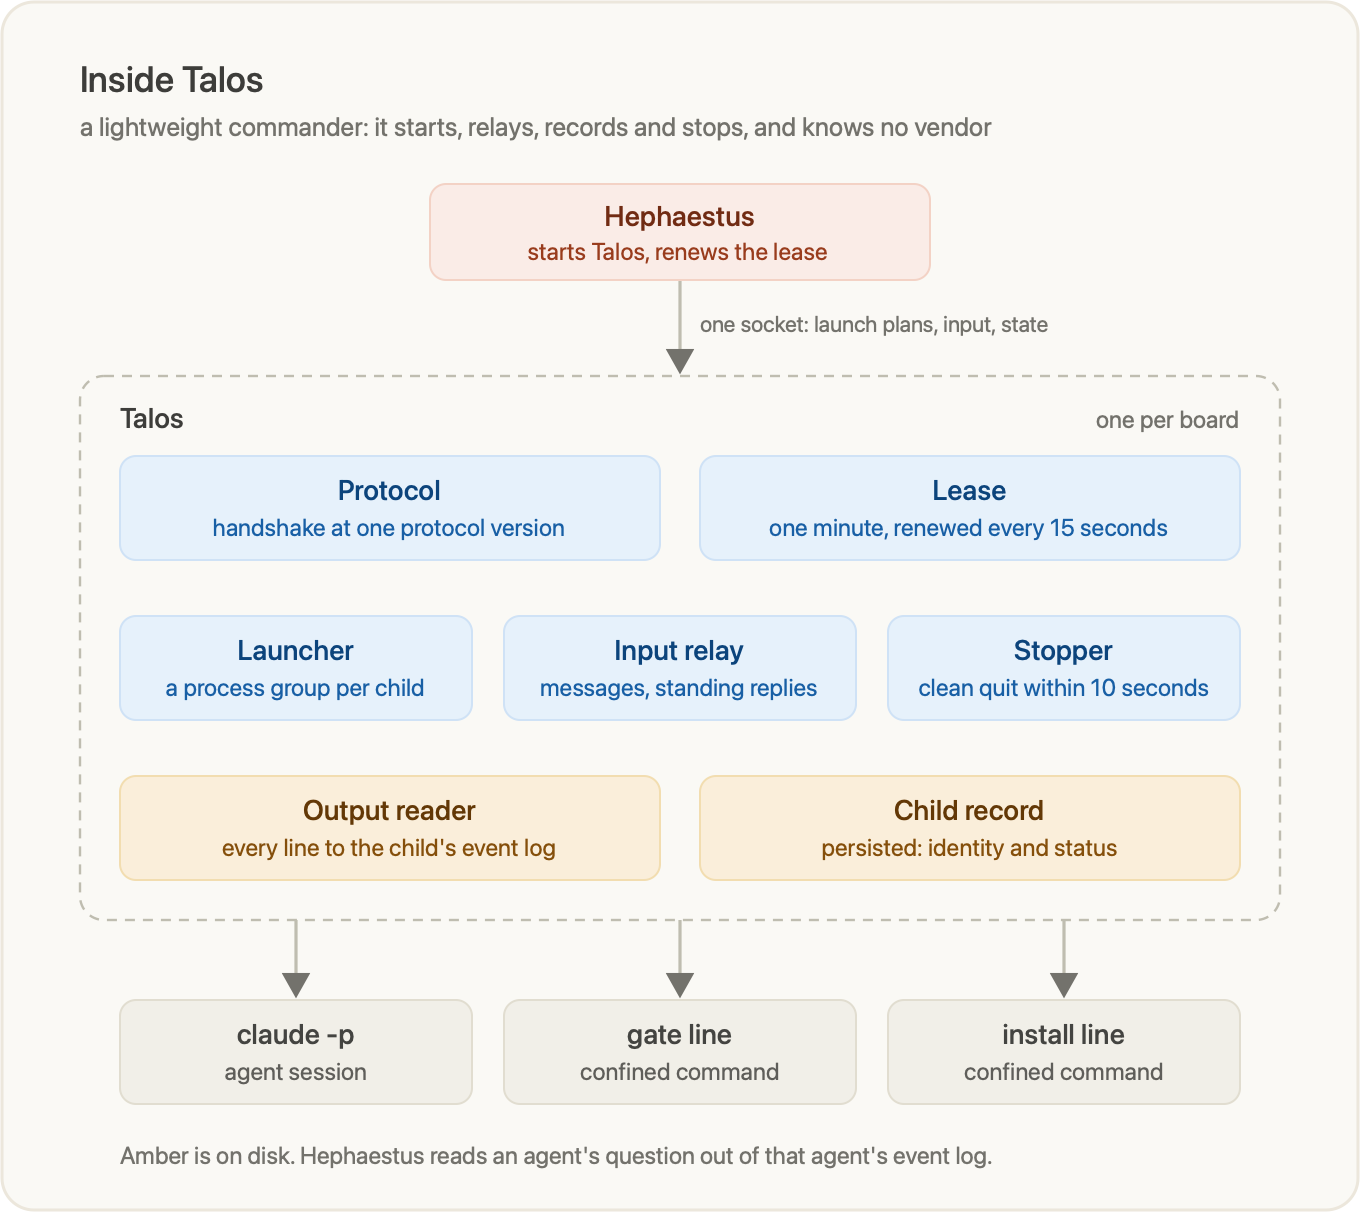 Inside Talos
a lightweight commander: it starts, relays, records and stops, and knows no vendor
Hephaestus
starts Talos, renews the lease
one socket: launch plans, input, state
Talos
one per board
Protocol
handshake at one protocol version
Lease
one minute, renewed every 15 seconds
Launcher
a process group per child
Input relay
messages, standing replies
Stopper
clean quit within 10 seconds
Output reader
every line to the child's event log
Child record
persisted: identity and status
claude -p
agent session
gate line
confined command
install line
confined command
Amber is on disk. Hephaestus reads an agent's question out of that agent's event log.